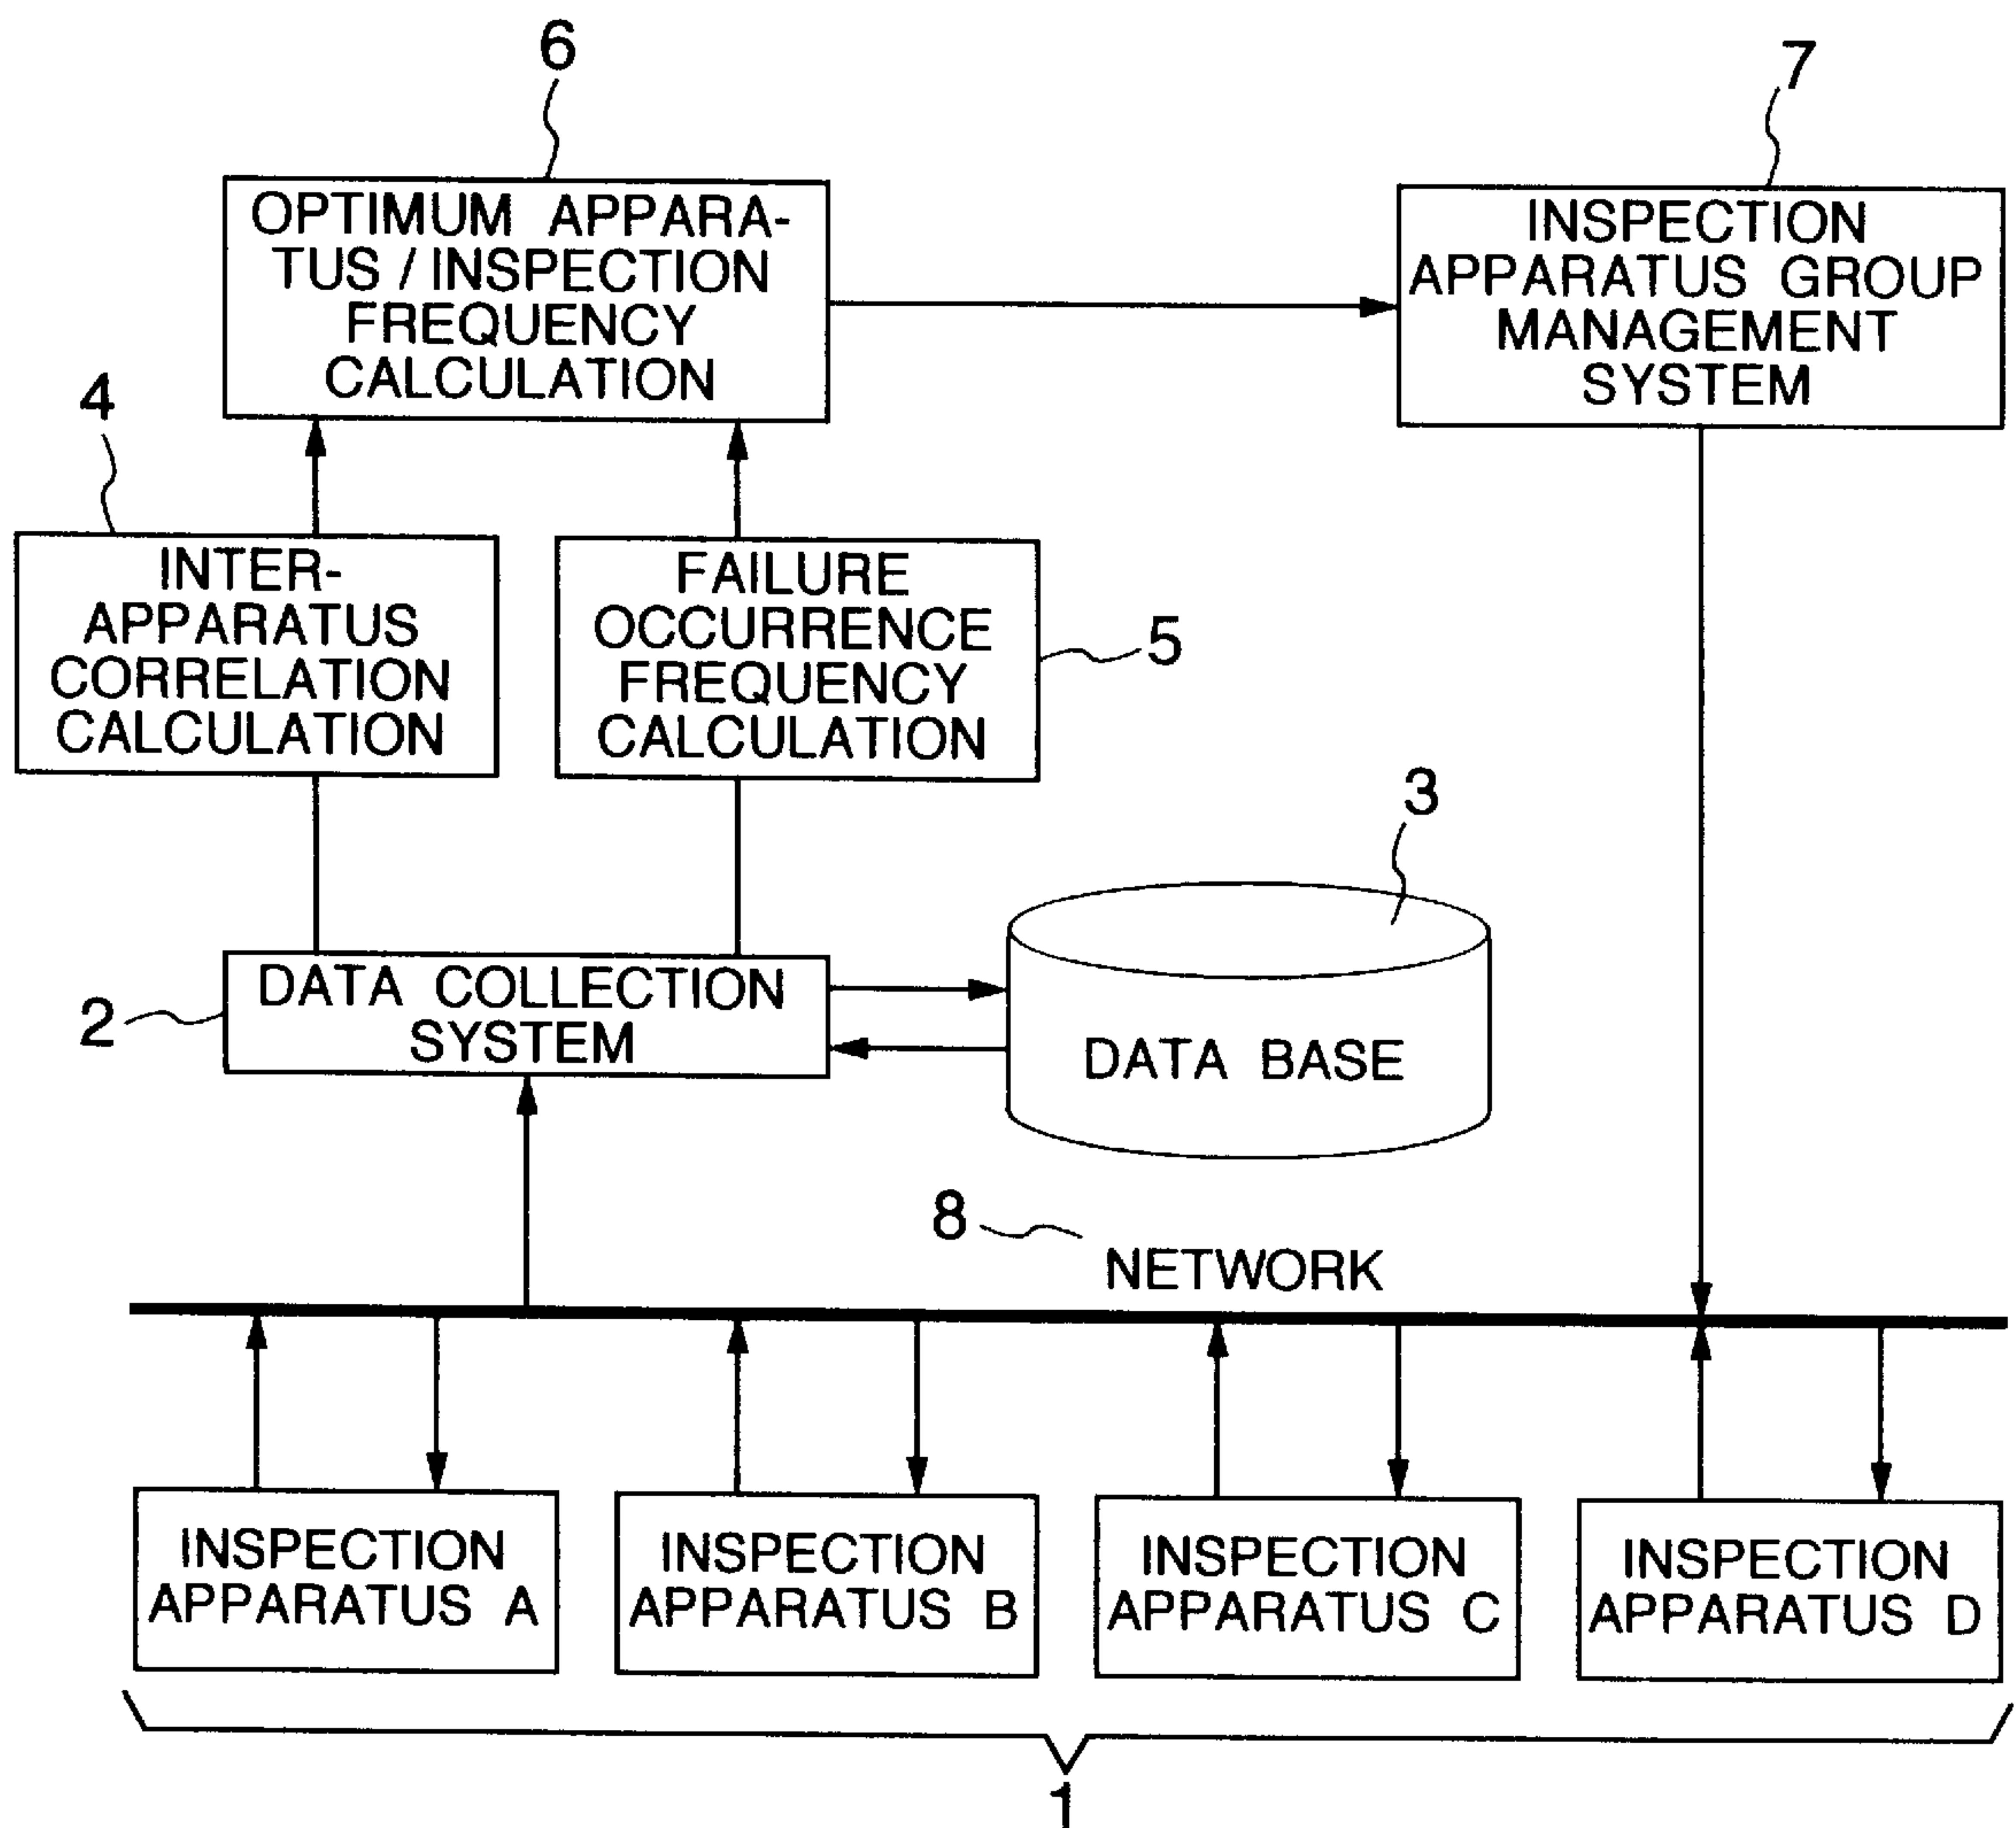 6
7
OPTIMUM APPARA-
TUS / INSPECTION
FREQUENCY
CALCULATION
INSPECTION
APPARATUS GROUP
MANAGEMENT
SYSTEM
4
INTER-
APPARATUS
CORRELATION
CALCULATION
FAILURE
OCCURRENCE
FREQUENCY
CALCULATION
5
3
2
DATA COLLECTION
SYSTEM
DATA BASE
8
NETWORK
INSPECTION
APPARATUS A
INSPECTION
APPARATUS B
INSPECTION
APPARATUS C
INSPECTION
APPARATUS D
1